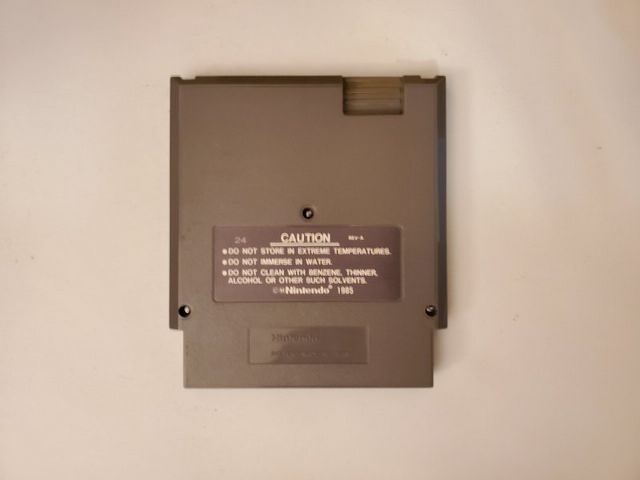 24 CAUTION REV-A
•DO NOT STORE IN EXTREME TEMPERATURES.
•DO NOT IMMERSE IN WATER.
•DO NOT CLEAN WITH BENZENE, THINNER,
ALCOHOL OR OTHER SUCH SOLVENTS.
Nintendo® 1985
Nintendo